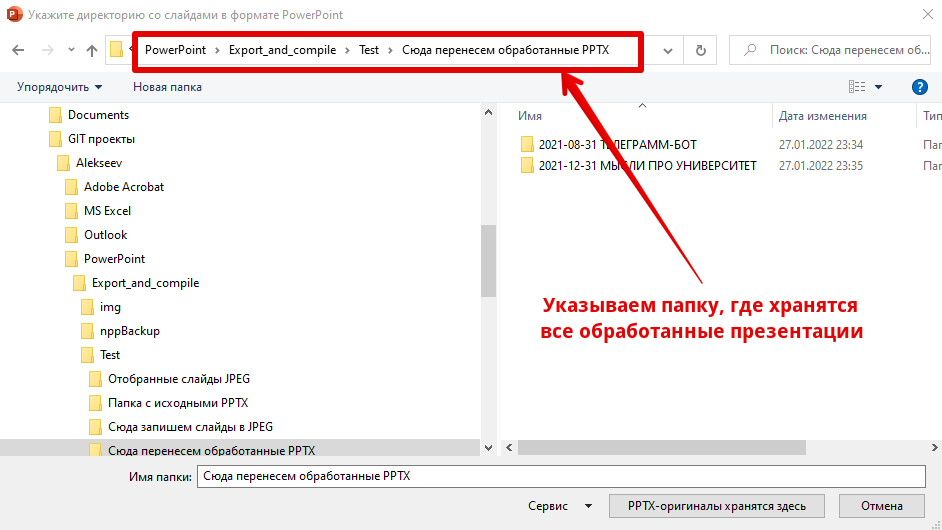 Укажите директорию со слайдами в формате PowerPoint
PowerPoint > Export_and_compile > Test > Сюда перенесем обработанные PPTX
Поиск: Сюда перенесем об...
Упорядочить
Новая папка
Documents
GIT проекты
Alekseev
Adobe Acrobat
MS Excel
Outlook
PowerPoint
Export_and_compile
img
nppBackup
Test
Отобранные слайды JPEG
Папка с исходными PPTX
Сюда запишем слайды в JPEG
Сюда перенесем обработанные PPTX
Имя Дата изменения Тип
2021-08-31 ТЕЛЕГРАММ-БОТ 27.01.2022 23:34 Пап
2021-12-31 МЫСЛИ ПРО УНИВЕРСИТЕТ 27.01.2022 23:35 Пап
Указываем папку, где хранятся
все обработанные презентации
Имя папки: Сюда перенесем обработанные PPTX
Сервис PPTX-оригиналы хранятся здесь Отмена